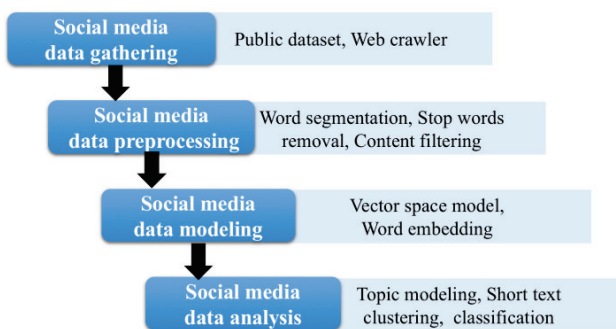 Social media
data gathering
Public dataset, Web crawler
Social media
data preprocessing
Word segmentation, Stop words
removal, Content filtering
Social media
data modeling
Vector space model,
Word embedding
Social media
data analysis
Topic modeling, Short text
clustering, classification